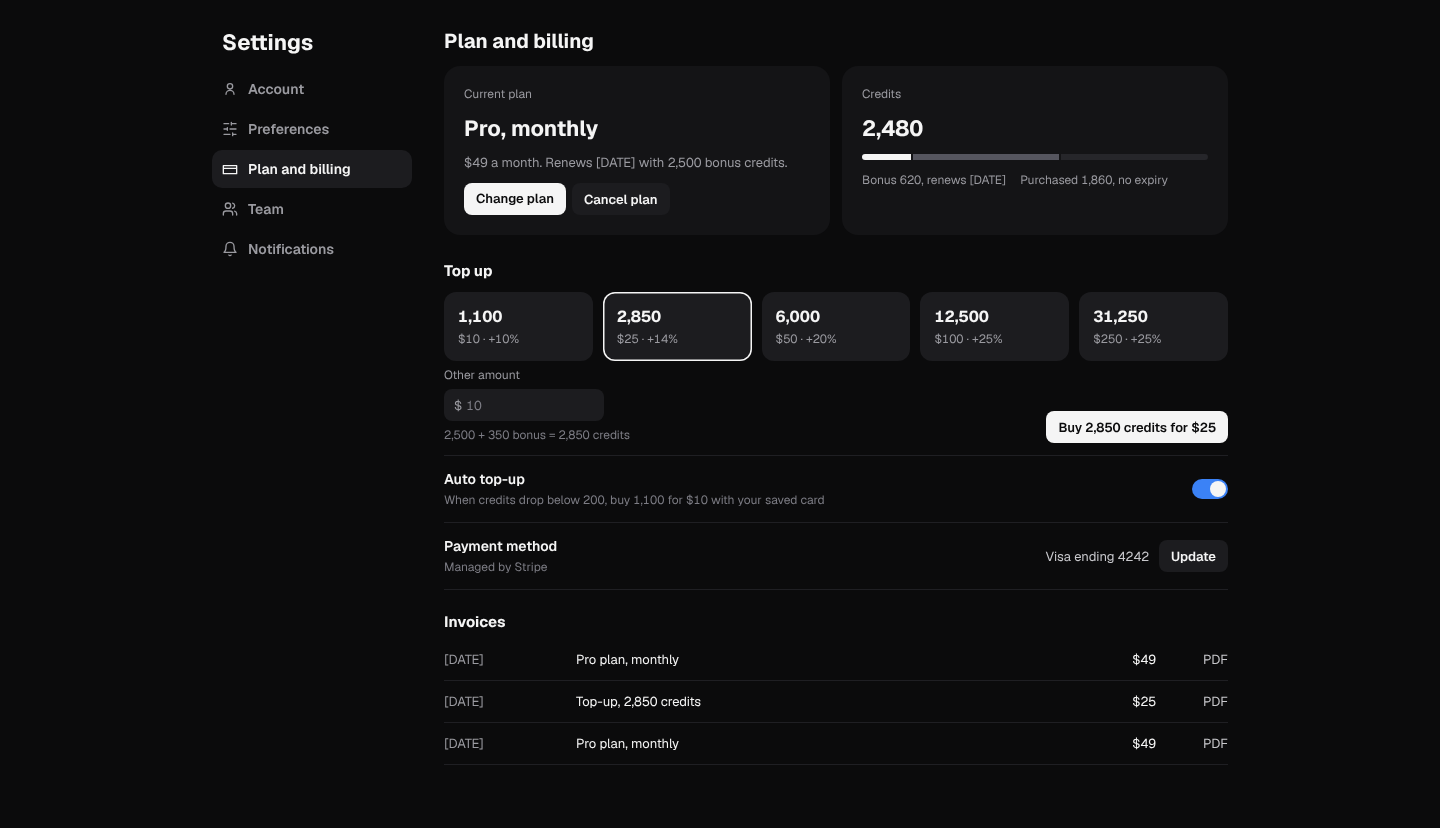 Settings
Account
Preferences
Plan and billing
Team
Notifications
Plan and billing
Current plan
Pro, monthly
$49 a month. Renews [DATE] with 2,500 bonus credits.
Change plan
Cancel plan
Credits
2,480
Bonus 620, renews [DATE]
Purchased 1,860, no expiry
Top up
1,100
$10 · +10%
2,850
$25 · +14%
6,000
$50 · +20%
12,500
$100 · +25%
31,250
$250 · +25%
Other amount
$ 10
2,500 + 350 bonus = 2,850 credits
Buy 2,850 credits for $25
Auto top-up
When credits drop below 200, buy 1,100 for $10 with your saved card
Payment method
Managed by Stripe
Visa ending 4242
Update
Invoices
[DATE] Pro plan, monthly $49 PDF
[DATE] Top-up, 2,850 credits $25 PDF
[DATE] Pro plan, monthly $49 PDF